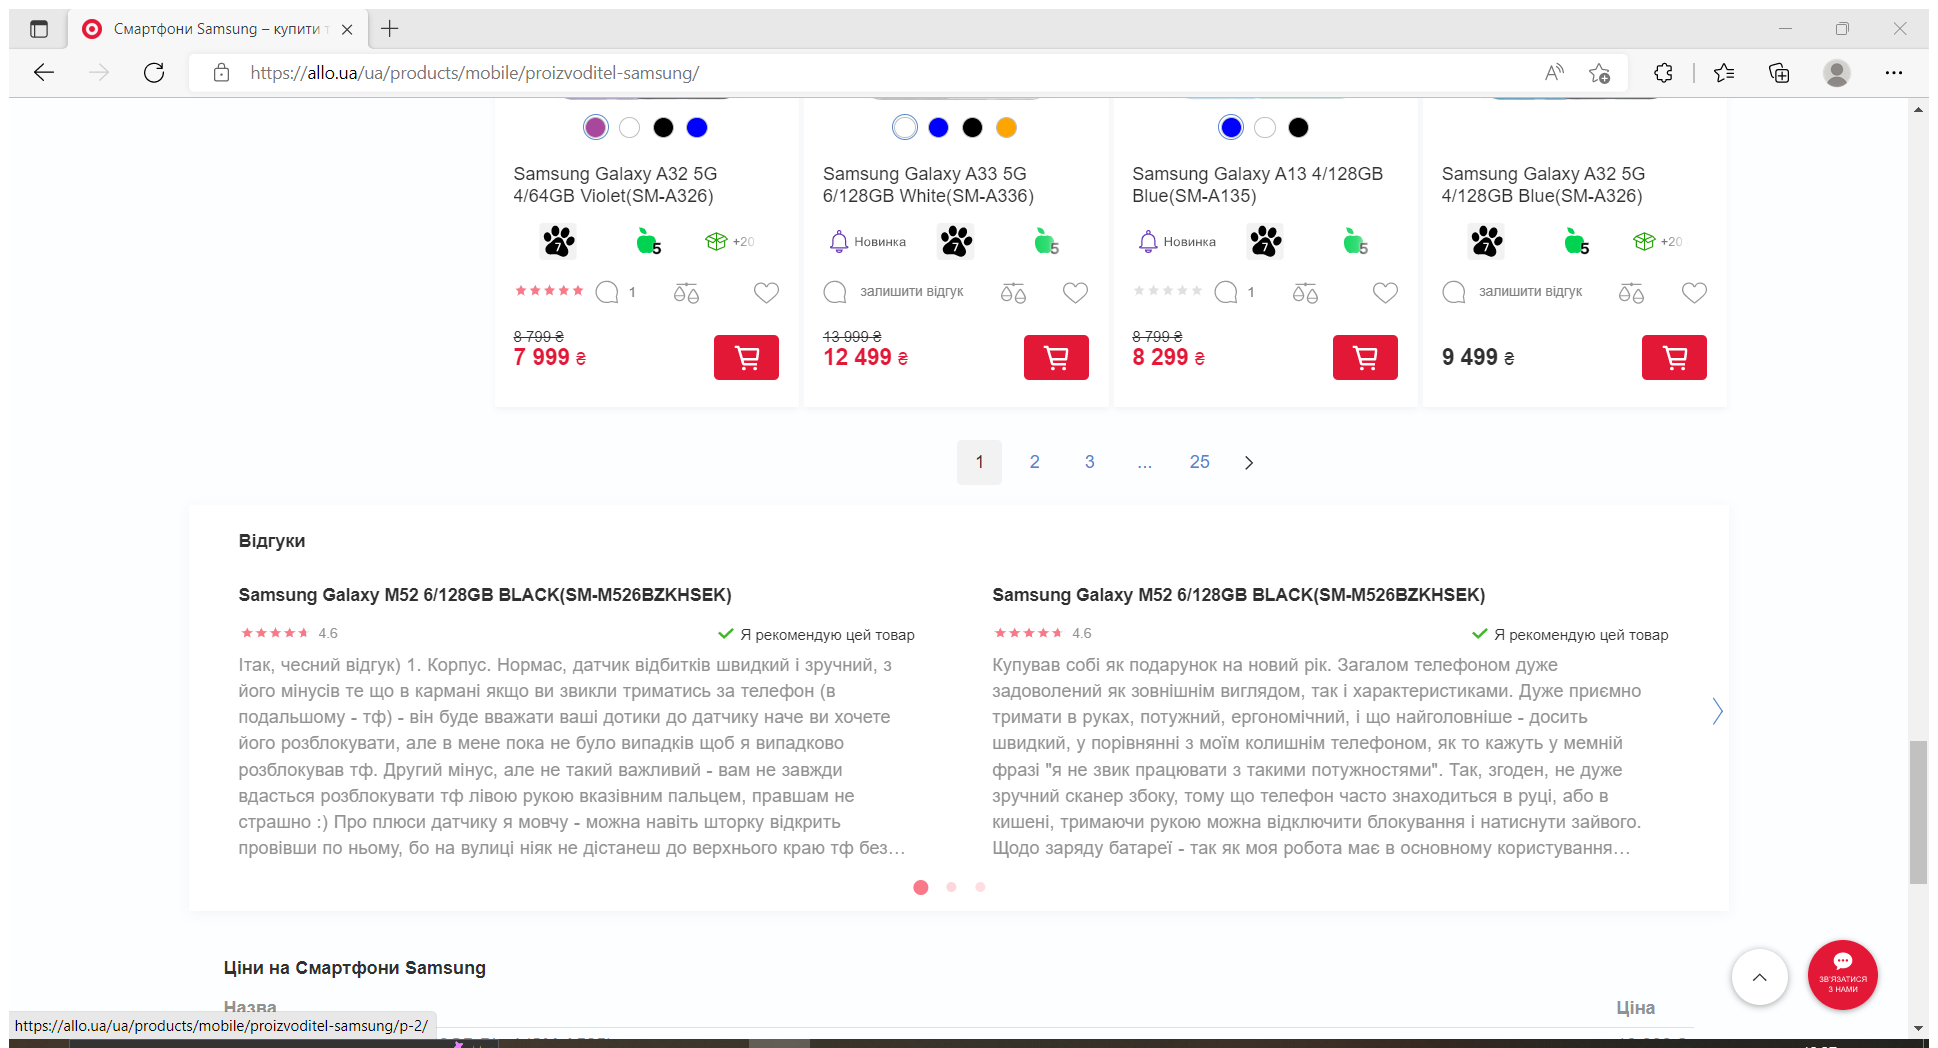 Смартфони Samsung – купити т
https://allo.ua/ua/products/mobile/proizvoditel-samsung/
Samsung Galaxy A32 5G
4/64GB Violet(SM-A326)
7
5
+20
1
8 799 ₴
7 999 ₴
Samsung Galaxy A33 5G
6/128GB White(SM-A336)
Новинка
7
5
залишити відгук
13 999 ₴
12 499 ₴
Samsung Galaxy A13 4/128GB
Blue(SM-A135)
Новинка
7
5
1
8 799 ₴
8 299 ₴
Samsung Galaxy A32 5G
4/128GB Blue(SM-A326)
7
5
+20
залишити відгук
9 499 ₴
1 2 3 ... 25
Відгуки
Samsung Galaxy M52 6/128GB BLACK(SM-M526BZKHSEK)
4.6
Я рекомендую цей товар
Ітак, чесний відгук) 1. Корпус. Нормас, датчик відбитків швидкий і зручний, з
його мінусів те що в кармані якщо ви звикли триматись за телефон (в
подальшому - тф) - він буде вважати ваші дотики до датчику наче ви хочете
його розблокувати, але в мене пока не було випадків щоб я випадково
розблокував тф. Другий мінус, але не такий важливий - вам не завжди
вдасться розблокувати тф лівою рукою вказівним пальцем, правшам не
страшно :) Про плюси датчику я мовчу - можна навіть шторку відкрить
провівши по ньому, бо на вулиці ніяк не дістанеш до верхнього краю тф без…
Samsung Galaxy M52 6/128GB BLACK(SM-M526BZKHSEK)
4.6
Я рекомендую цей товар
Купував собі як подарунок на новий рік. Загалом телефоном дуже
задоволений як зовнішнім виглядом, так і характеристиками. Дуже приємно
тримати в руках, потужний, ергономічний, і що найголовніше - досить
швидкий, у порівнянні з моїм колишнім телефоном, як то кажуть у мемній
фразі "я не звик працювати з такими потужностями". Так, згоден, не дуже
зручний сканер збоку, тому що телефон часто знаходиться в руці, або в
кишені, тримаючи рукою можна відключити блокування і натиснути зайвого.
Щодо заряду батареї - так як моя робота має в основному користування…
Ціни на Смартфони Samsung
Назва
Ціна
ЗВ'ЯЗАТИСЯ
З НАМИ
https://allo.ua/ua/products/mobile/proizvoditel-samsung/p-2/